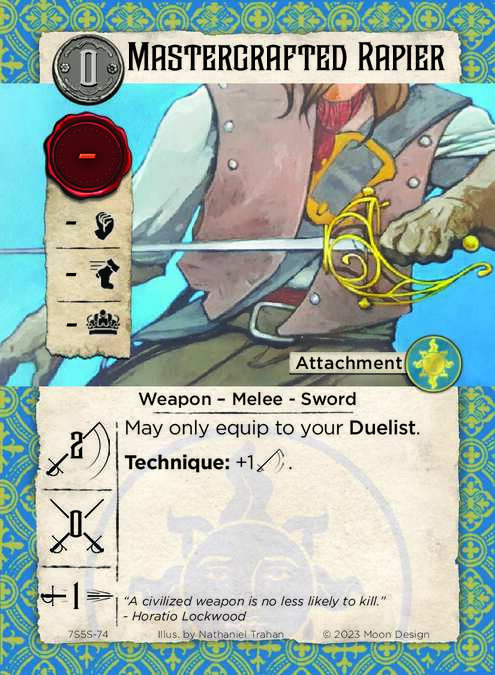 0
Mastercrafted Rapier
-
-
-
-
Attachment
Weapon – Melee - Sword
2
May only equip to your Duelist.
Technique: +1 .
0
1
“A civilized weapon is no less likely to kill.”
- Horatio Lockwood
7S5S-74 Illus. by Nathaniel Trahan © 2023 Moon Design